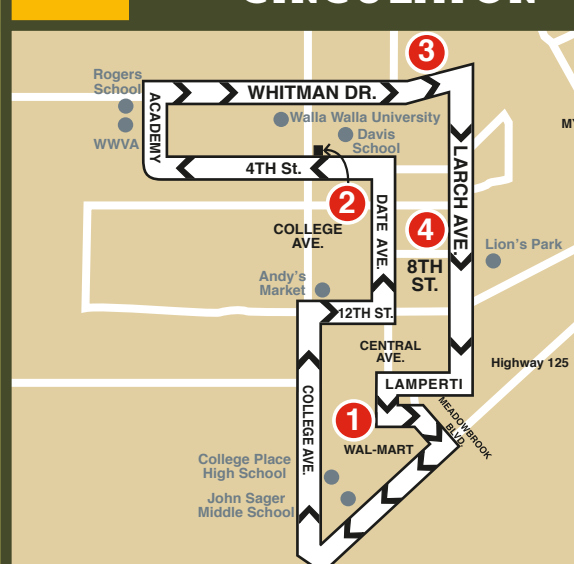 3
Rogers
School
WHITMAN DR.
ACADEMY
Walla Walla University
Davis
School
WWVA
4TH St.
2
COLLEGE
AVE.
DATE AVE.
4
LARCH AVE.
8TH
ST.
Lion's Park
Andy's
Market
12TH ST.
CENTRAL
AVE.
Highway 125
LAMPERTI
COLLEGE AVE.
1
WAL-MART
MEADOWBROOK
BLVD.
College Place
High School
John Sager
Middle School